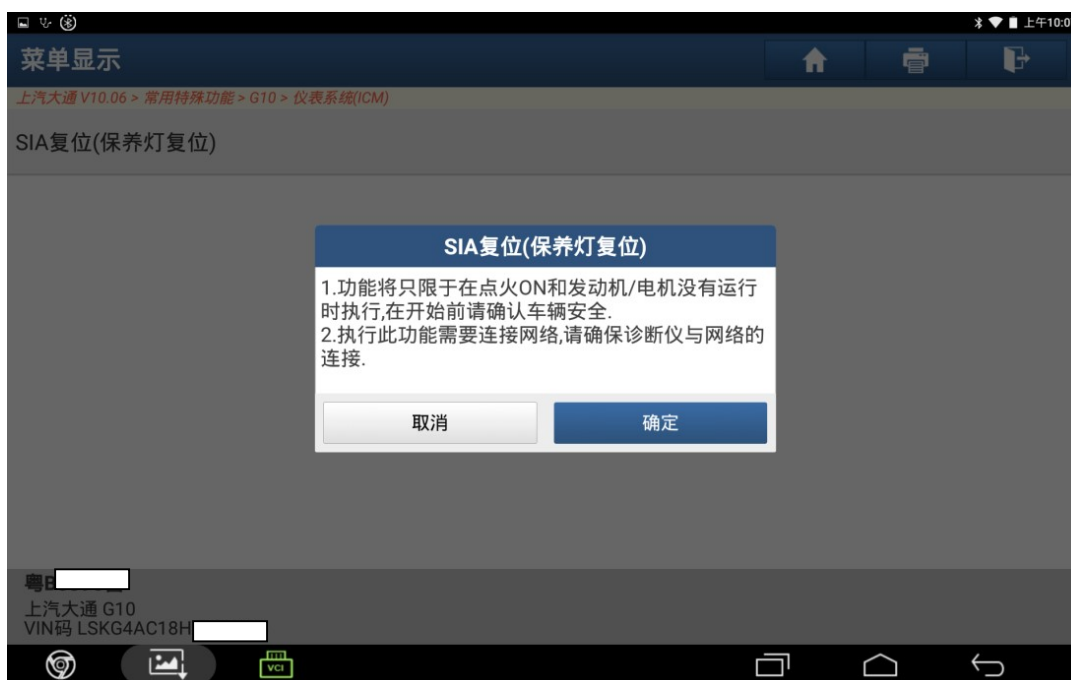 上午10:0
菜单显示
上汽大通 V10.06 > 常用特殊功能 > G10 > 仪表系统(ICM)
SIA复位(保养灯复位)
SIA复位(保养灯复位)
1.功能将只限于在点火ON和发动机/电机没有运行
时执行,在开始前请确认车辆安全.
2.执行此功能需要连接网络,请确保诊断仪与网络的
连接.
取消
确定
粤B
上汽大通 G10
VIN码 LSKG4AC18H
VCI